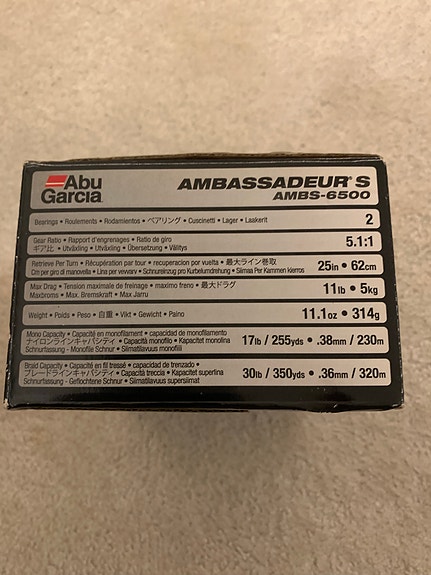 Abu
Garcia
AMBASSADEUR® S
AMBS-6500
Bearings • Roulements • Rodamientos • ベアリング • Cuscinetti • Lager • Laakerit
2
Gear Ratio • Rapport d'engrenages • Ratio de giro
ギア比 • Utväxling • Utväxling • Übersetzung • Välitys
5.1:1
Retrieve Per Turn • Récupération par tour • recuperacion por vuelta • 最大ライン巻取
Cm per giro di manovella • Lina per vevarv • Schnureinzug pro Kurbelumdrehung • Siimaa Per Kammen kierros
25in • 62cm
Max Drag • Tension maximale de freinage • maximo freno • 最大ドラグ
Maxbroms • Max. Bremskraft • Max Jarru
11lb • 5kg
Weight • Poids • Peso • 自重 • Vikt • Gewicht • Paino
11.1oz • 314g
Mono Capacity • Capacité en monofilament • capacidad de monofilamento
ナイロンラインキャパシティ • Capacità monofilo • Kapacitet monolina
Schnurfassung - Monofile Schnur • Siimatilavuus monofiili
17lb / 255yds • .38mm / 230m
Braid Capacity • Capacité en fil tressé • capacidad de trenzado •
ブレードラインキャパシティ • Capacità treccia • Kapacitet superlina
Schnurfassung - Geflochtene Schnur • Siimatilavuus supersiimat
30lb / 350yds • .36mm / 320m